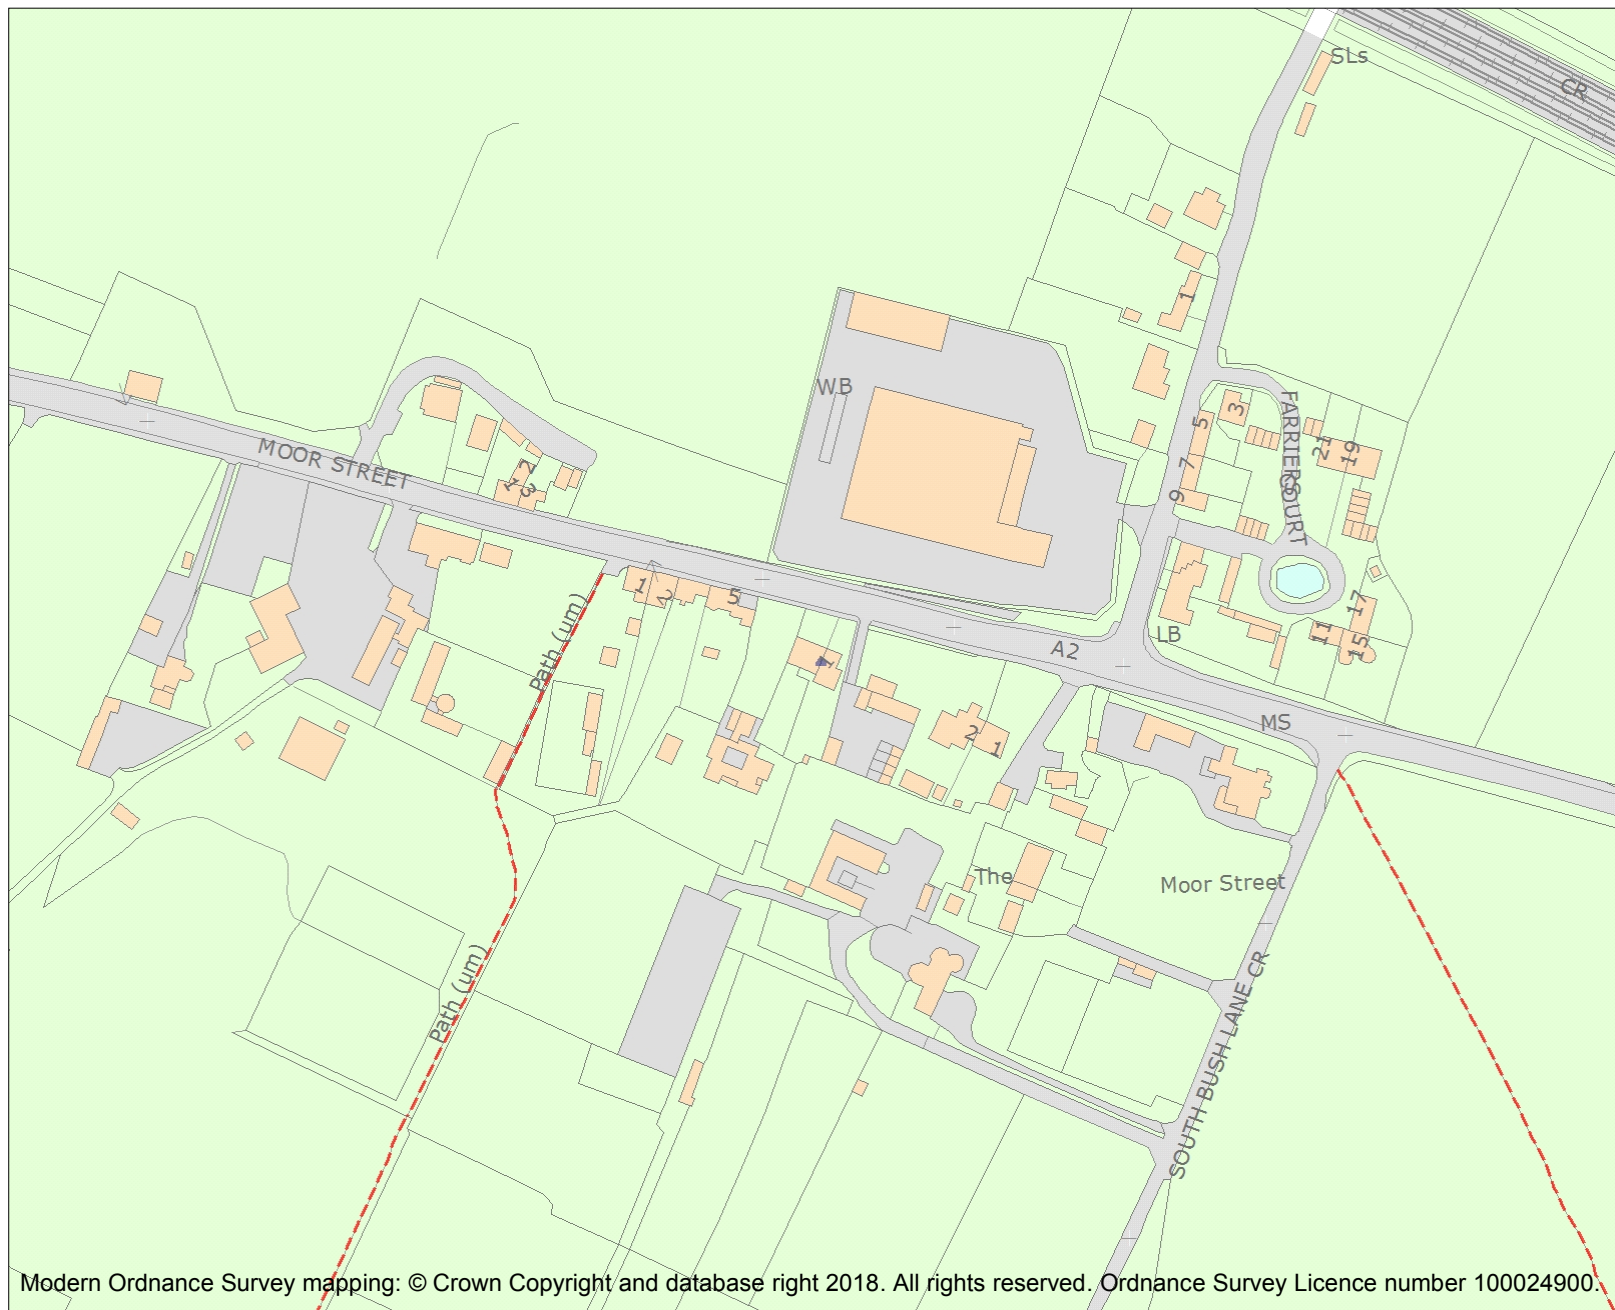 SLs
CR
1
WB
FARRIERS
COURT
3
5
21
19
7
9
MOOR STREET
2
1
3
1
2
5
Path (um)
1
LB
17
11
15
A2
MS
2
1
The
Moor Street
Path (um)
SOUTH BUSH LANE CR
Modern Ordnance Survey mapping: © Crown Copyright and database right 2018. All rights reserved. Ordnance Survey Licence number 100024900.